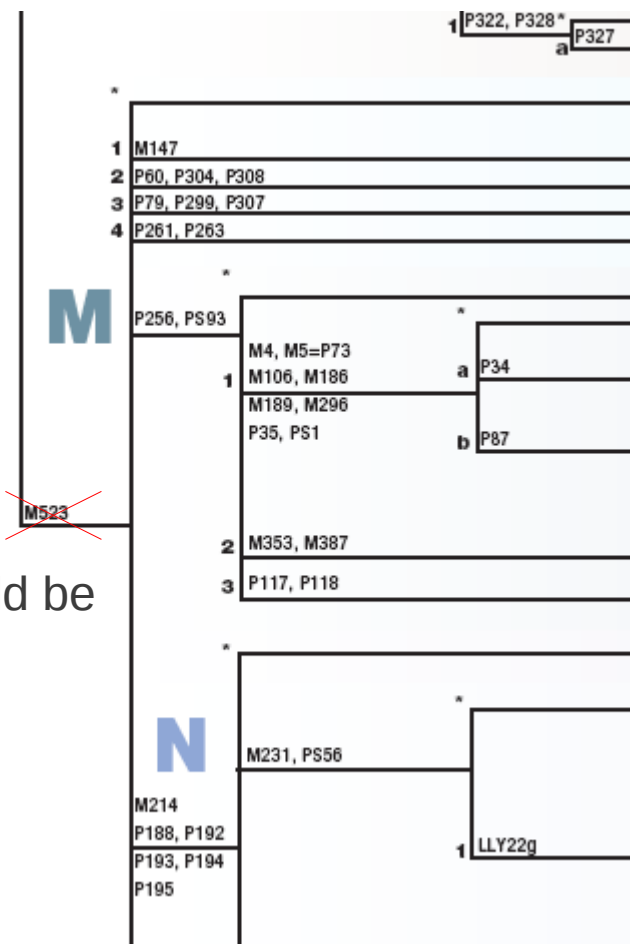 1 P322, P328*
a P327
*
1 M147
2 P60, P304, P308
3 P79, P299, P307
4 P261, P263
*
M
P256, PS93
*
M4, M5=P73
1 M106, M186
M189, M296
P35, PS1
a P34
b P87
M523
2 M353, M387
d be
3 P117, P118
*
*
N
M231, PS56
M214
P188, P192
P193, P194
P195
1 LLY22g